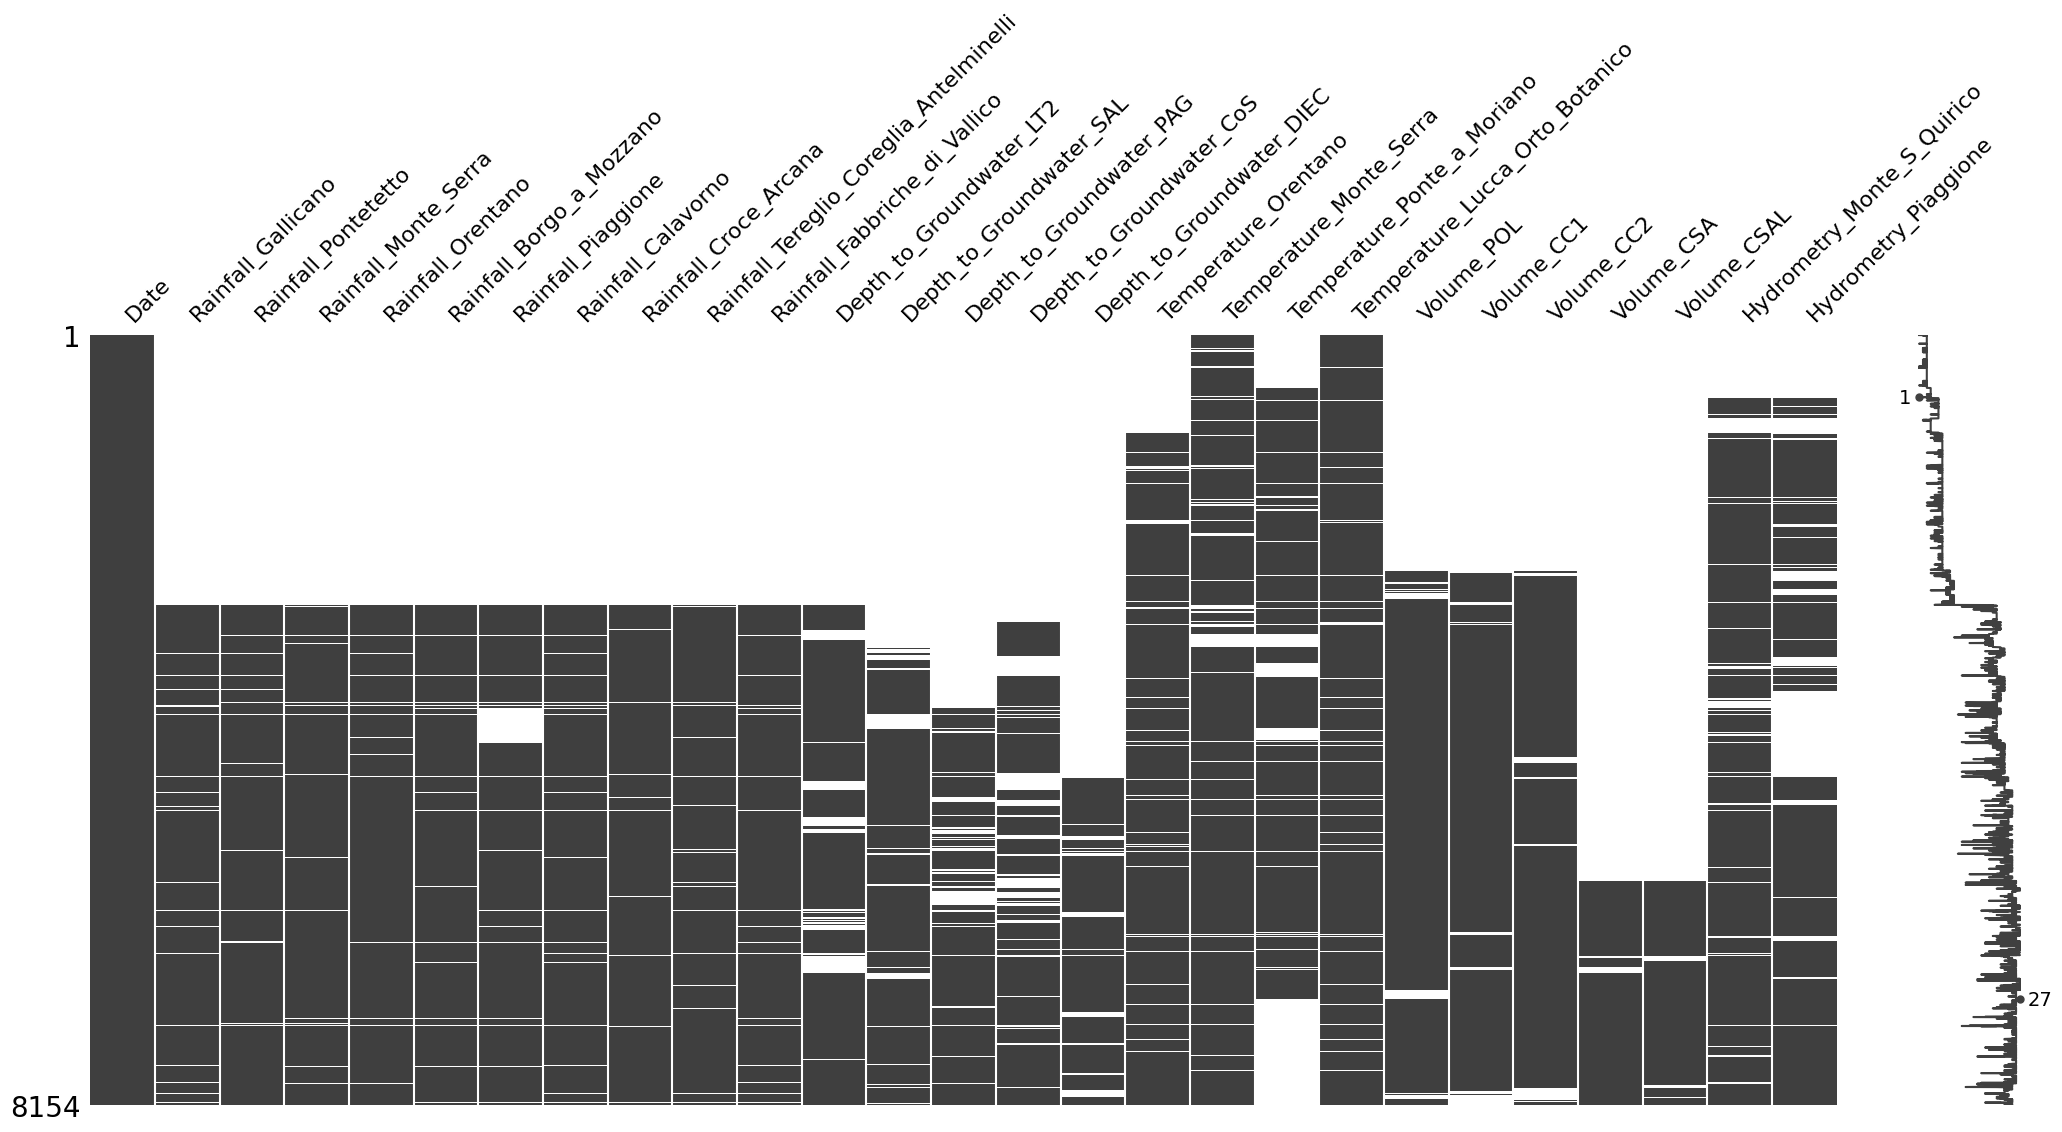 Date
Rainfall_Gallicano
Rainfall_Pontetetto
Rainfall_Monte_Serra
Rainfall_Orentano
Rainfall_Borgo_a_Mozzano
Rainfall_Piaggione
Rainfall_Calavorno
Rainfall_Croce_Arcana
Rainfall_Tereglio_Coreglia_Antelminelli
Rainfall_Fabbriche_di_Vallico
Depth_to_Groundwater_LT2
Depth_to_Groundwater_SAL
Depth_to_Groundwater_PAG
Depth_to_Groundwater_CoS
Depth_to_Groundwater_DIEC
Temperature_Orentano
Temperature_Monte_Serra
Temperature_Ponte_a_Moriano
Temperature_Lucca_Orto_Botanico
Volume_POL
Volume_CC1
Volume_CC2
Volume_CSA
Volume_CSAL
Hydrometry_Monte_S_Quirico
Hydrometry_Piaggione
1
1
27
8154